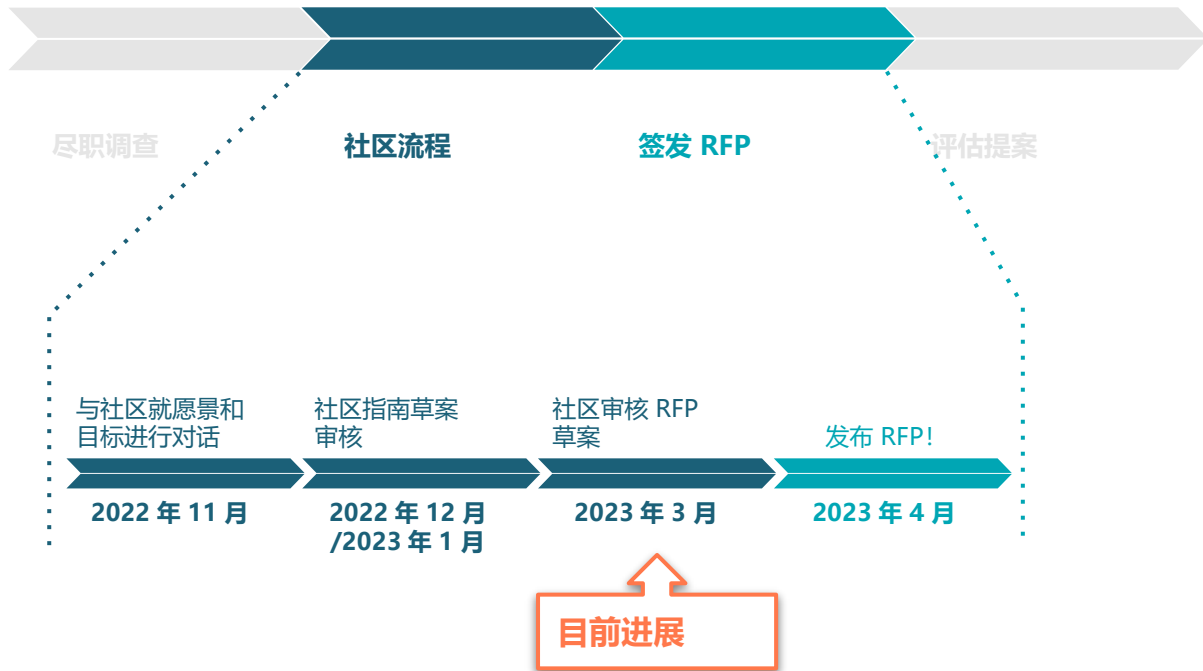 尽职调查
社区流程
签发 RFP
评估提案
与社区就愿景和
目标进行对话
社区指南草案
审核
社区审核 RFP
草案
发布 RFP!
2022 年 11 月
2022 年 12 月
/2023 年 1 月
2023 年 3 月
2023 年 4 月
目前进展